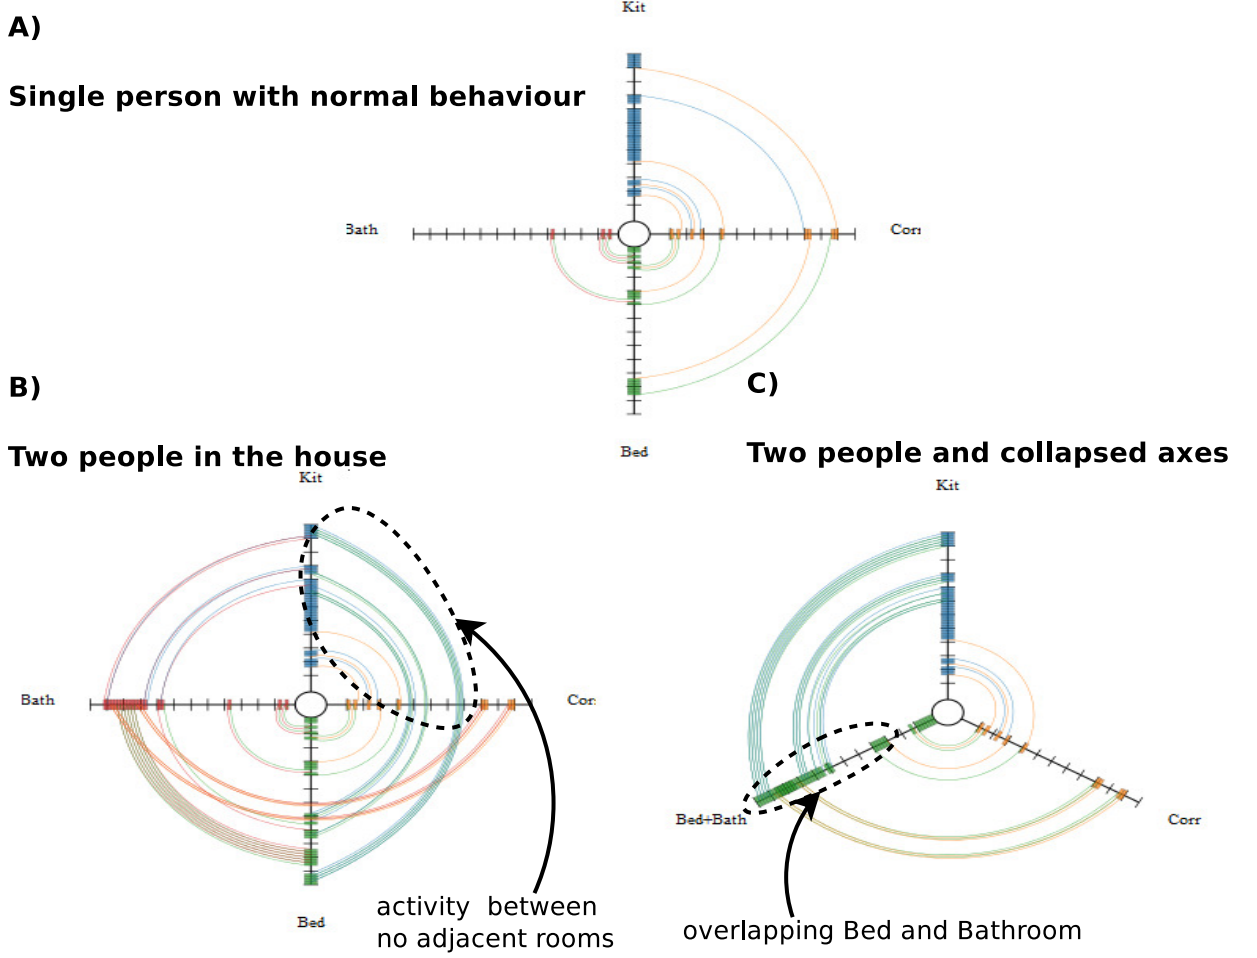 A)
Kit
Single person with normal behaviour
Bath
Corr
Bed
B)
Two people in the house
Kit
Bath
Cor
Bed
activity between
no adjacent rooms
C)
Two people and collapsed axes
Kit
Bed+Bath
Corr
overlapping Bed and Bathroom